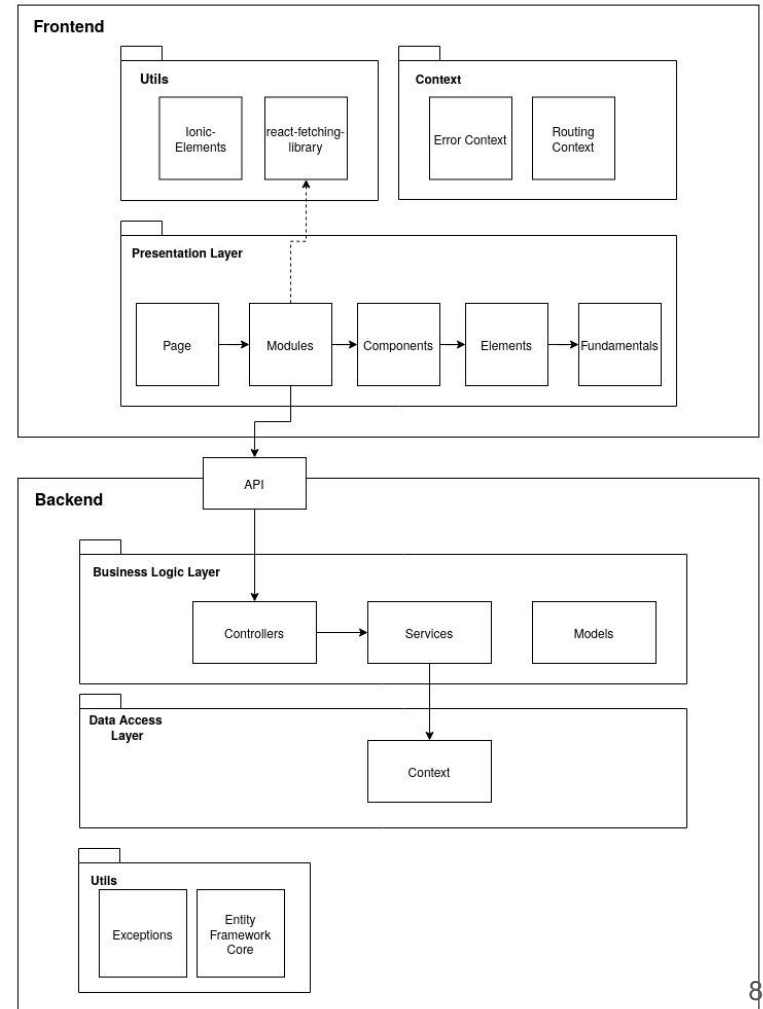 Frontend
Utils
Ionic-
Elements
react-fetching-
library
Context
Error Context
Routing
Context
Presentation Layer
Page
Modules
Components
Elements
Fundamentals
API
Backend
Business Logic Layer
Controllers
Services
Models
Data Access
Layer
Context
Utils
Exceptions
Entity
Framework
Core
8